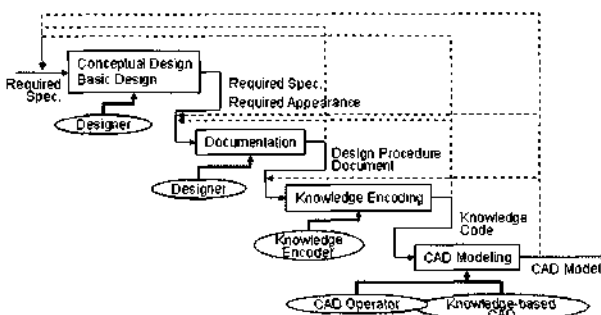 Conceptual Design
Basic Design
Required
Spec.
Required Spec.
Required Appearance
Designer
Documentation
Design Procedure
Document
Designer
Knowledge Encoding
Knowledge
Code
Knowledge
Encoder
CAD Modeling
CAD Model
CAD Operator
Knowledge-based
CAD